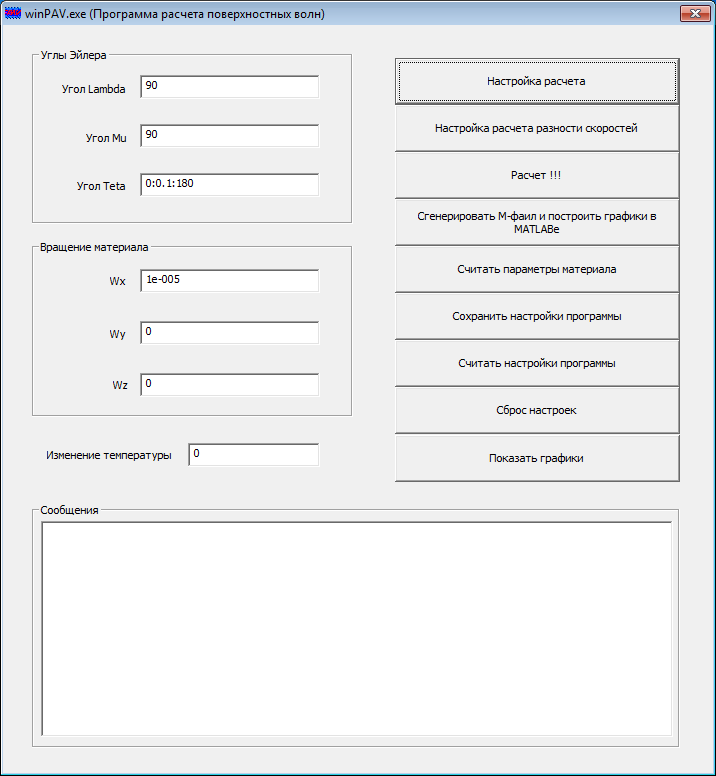 winPAV.exe (Программа расчета поверхностных волн)
Углы Эйлера
Угол Lambda
90
Угол Mu
90
Угол Teta
0:0.1:180
Вращение материала
Wx
1e-005
Wy
0
Wz
0
Изменение температуры
0
Настройка расчета
Настройка расчета разности скоростей
Расчет !!!
Сгенерировать М-фаил и построить графики в
MATLABe
Считать параметры материала
Сохранить настройки программы
Считать настройки программы
Сброс настроек
Показать графики
Сообщения